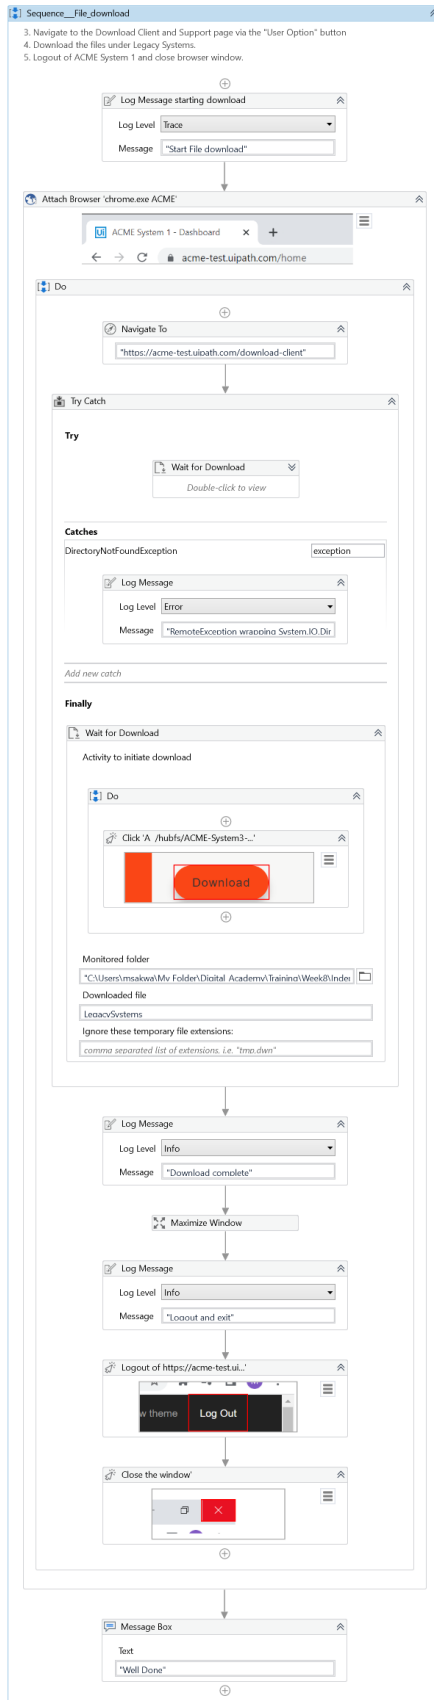 Sequence__File_download
3. Navigate to the Download Client and Support page via the "User Option" button
4. Download the files under Legacy Systems.
5. Logout of ACME System 1 and close browser window.
Log Message starting download
Log Level Trace
Message "Start File download"
Attach Browser 'chrome.exe ACME'
Ui ACME System 1 - Dashboard
acme-test.uipath.com/home
Do
Navigate To
"https://acme-test.uipath.com/download-client"
Try Catch
Try
Wait for Download
Double-click to view
Catches
DirectoryNotFoundException exception
Log Message
Log Level Error
Message "RemoteException wrapping System.IO.Dir
Add new catch
Finally
Wait for Download
Activity to initiate download
Do
Click 'A /hubfs/ACME-System3-...'
Download
Monitored folder
"C:\Users\msakwa\My Folder\Digital Academy\Training\Week8\Inder
Downloaded file
LegacySystems
Ignore these temporary file extensions:
comma separated list of extensions. i.e. "tmp,dwn"
Log Message
Log Level Info
Message "Download complete"
Maximize Window
Log Message
Log Level Info
Message "Logout and exit"
Logout of https://acme-test.ui...'
w theme Log Out
Close the window'
Message Box
Text
"Well Done"